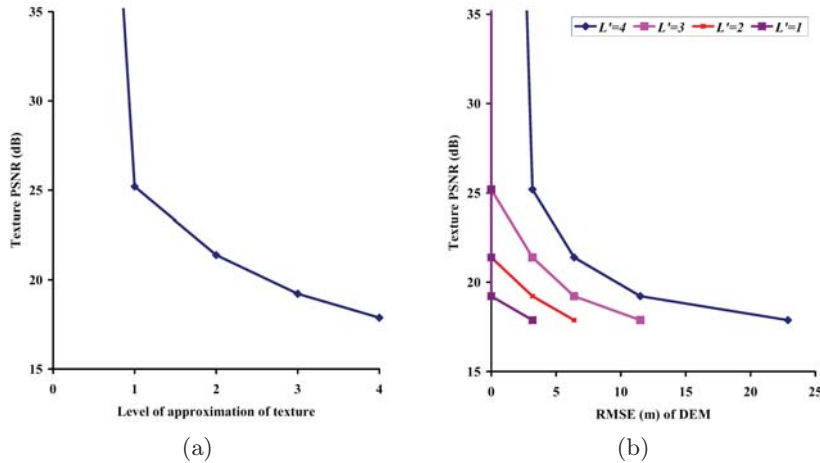 35
30
25
20
15
Texture PSNR (dB)
0 1 2 3 4
Level of approximation of texture
(a)
L'=4 L'=3 L'=2 L'=1
35
30
25
20
15
Texture PSNR (dB)
0 5 10 15 20 25
RMSE (m) of DEM
(b)